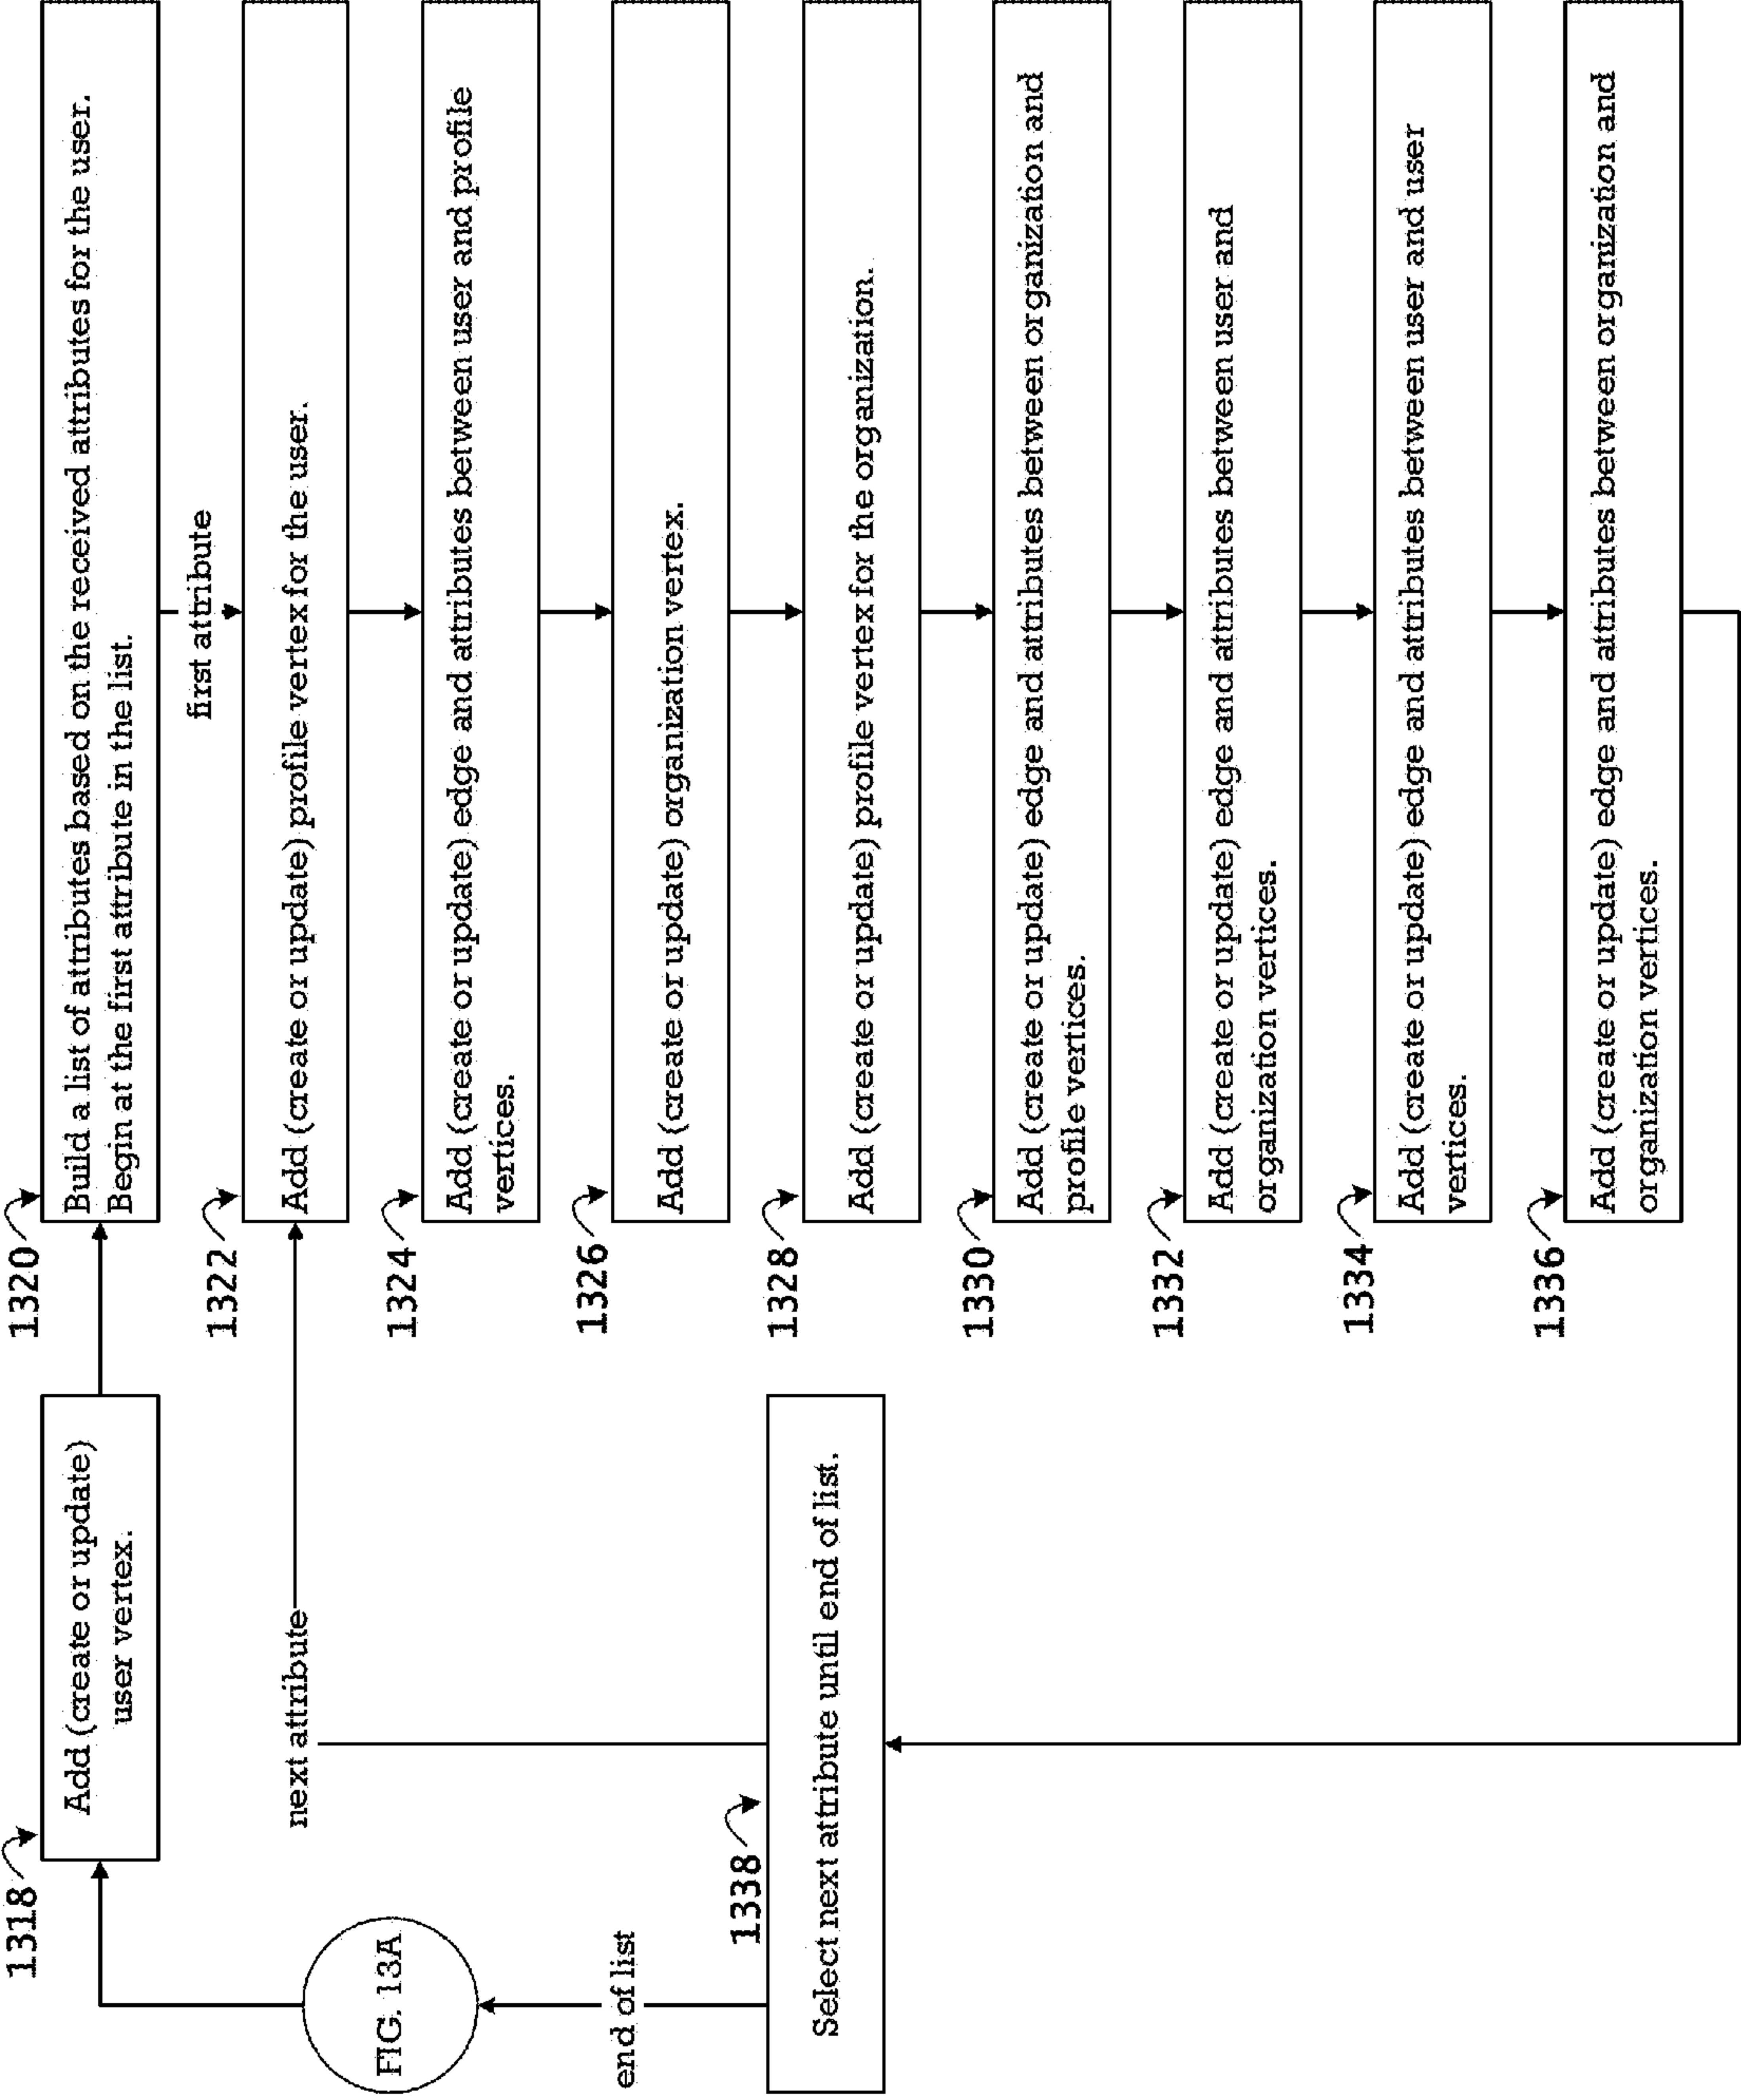 FIG. 13A
1318
Add (create or update)
user vertex.
1320
Build a list of attributes based on the received attributes for the user.
Begin at the first attribute in the list.
first attribute
1322
Add (create or update) profile vertex for the user.
1324
Add (create or update) edge and attributes between user and profile
vertices.
1326
Add (create or update) organization vertex.
1328
Add (create or update) profile vertex for the organization.
1330
Add (create or update) edge and attributes between organization and
profile vertices.
1332
Add (create or update) edge and attributes between user and
organization vertices.
1334
Add (create or update) edge and attributes between user and user
vertices.
1336
Add (create or update) edge and attributes between organization and
organization vertices.
1338
Select next attribute until end of list.
next attribute
end of list